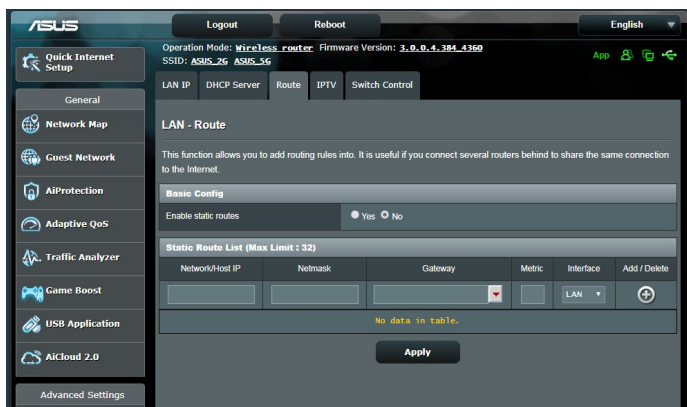 ASUS
Logout
Reboot
English
Quick Internet
Setup
Operation Mode: Wireless router Firmware Version: 3.0.0.4.384_4360
SSID: ASUS_2G ASUS_5G
App
General
Network Map
Guest Network
AiProtection
Adaptive QoS
Traffic Analyzer
Game Boost
USB Application
AiCloud 2.0
Advanced Settings
LAN IP DHCP Server Route IPTV Switch Control
LAN - Route
This function allows you to add routing rules into. It is useful if you connect several routers behind to share the same connection
to the Internet.
Basic Config
Enable static routes Yes No
Static Route List (Max Limit : 32)
Network/Host IP Netmask Gateway Metric Interface Add / Delete
LAN
No data in table.
Apply